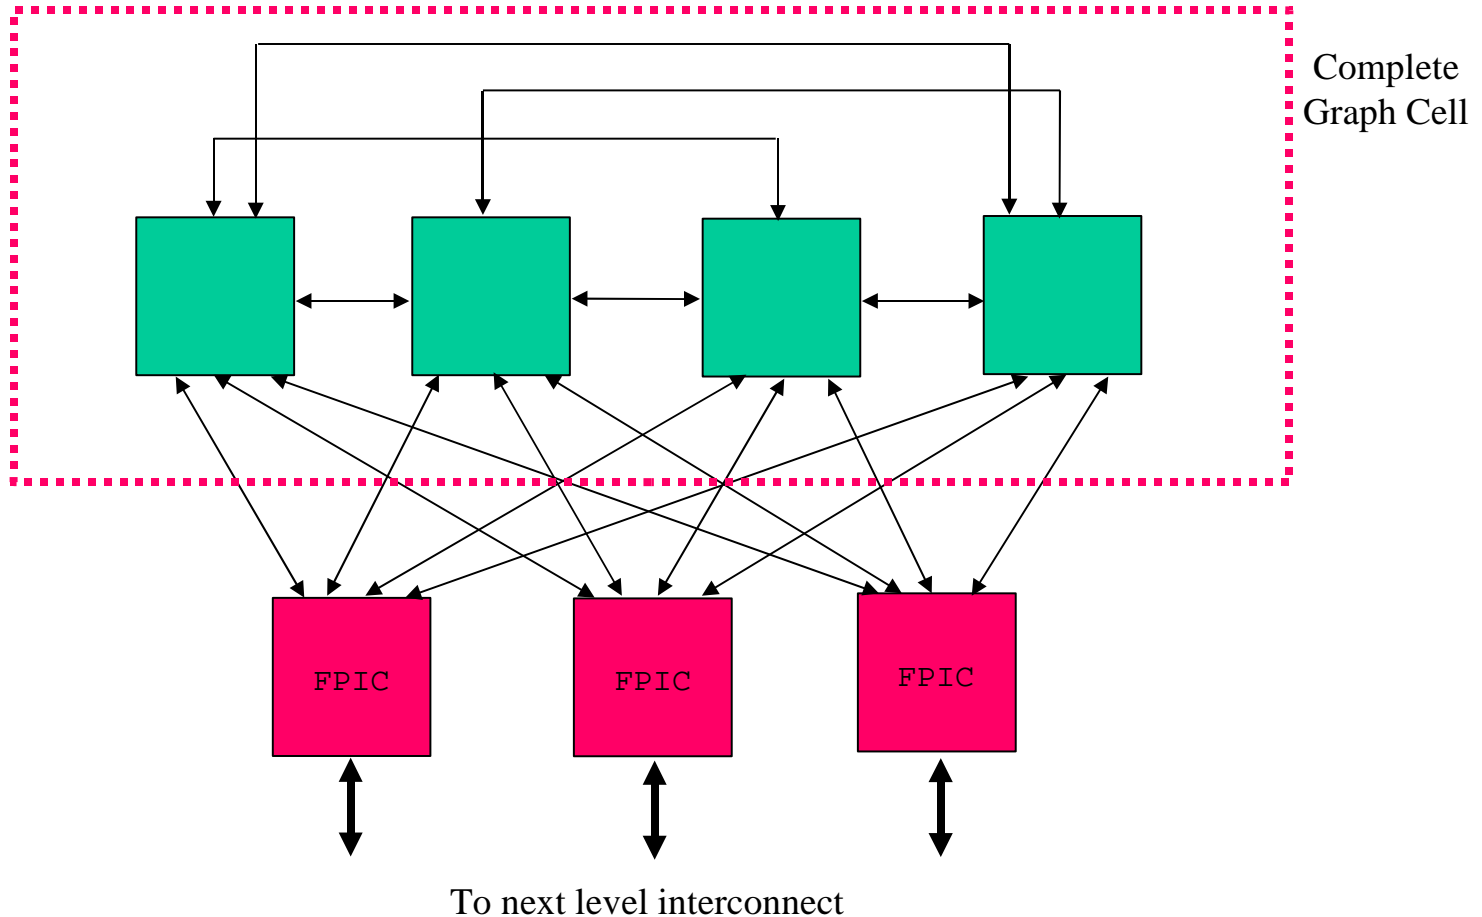 Complete
Graph Cell
FPIC
FPIC
FPIC
To next level interconnect